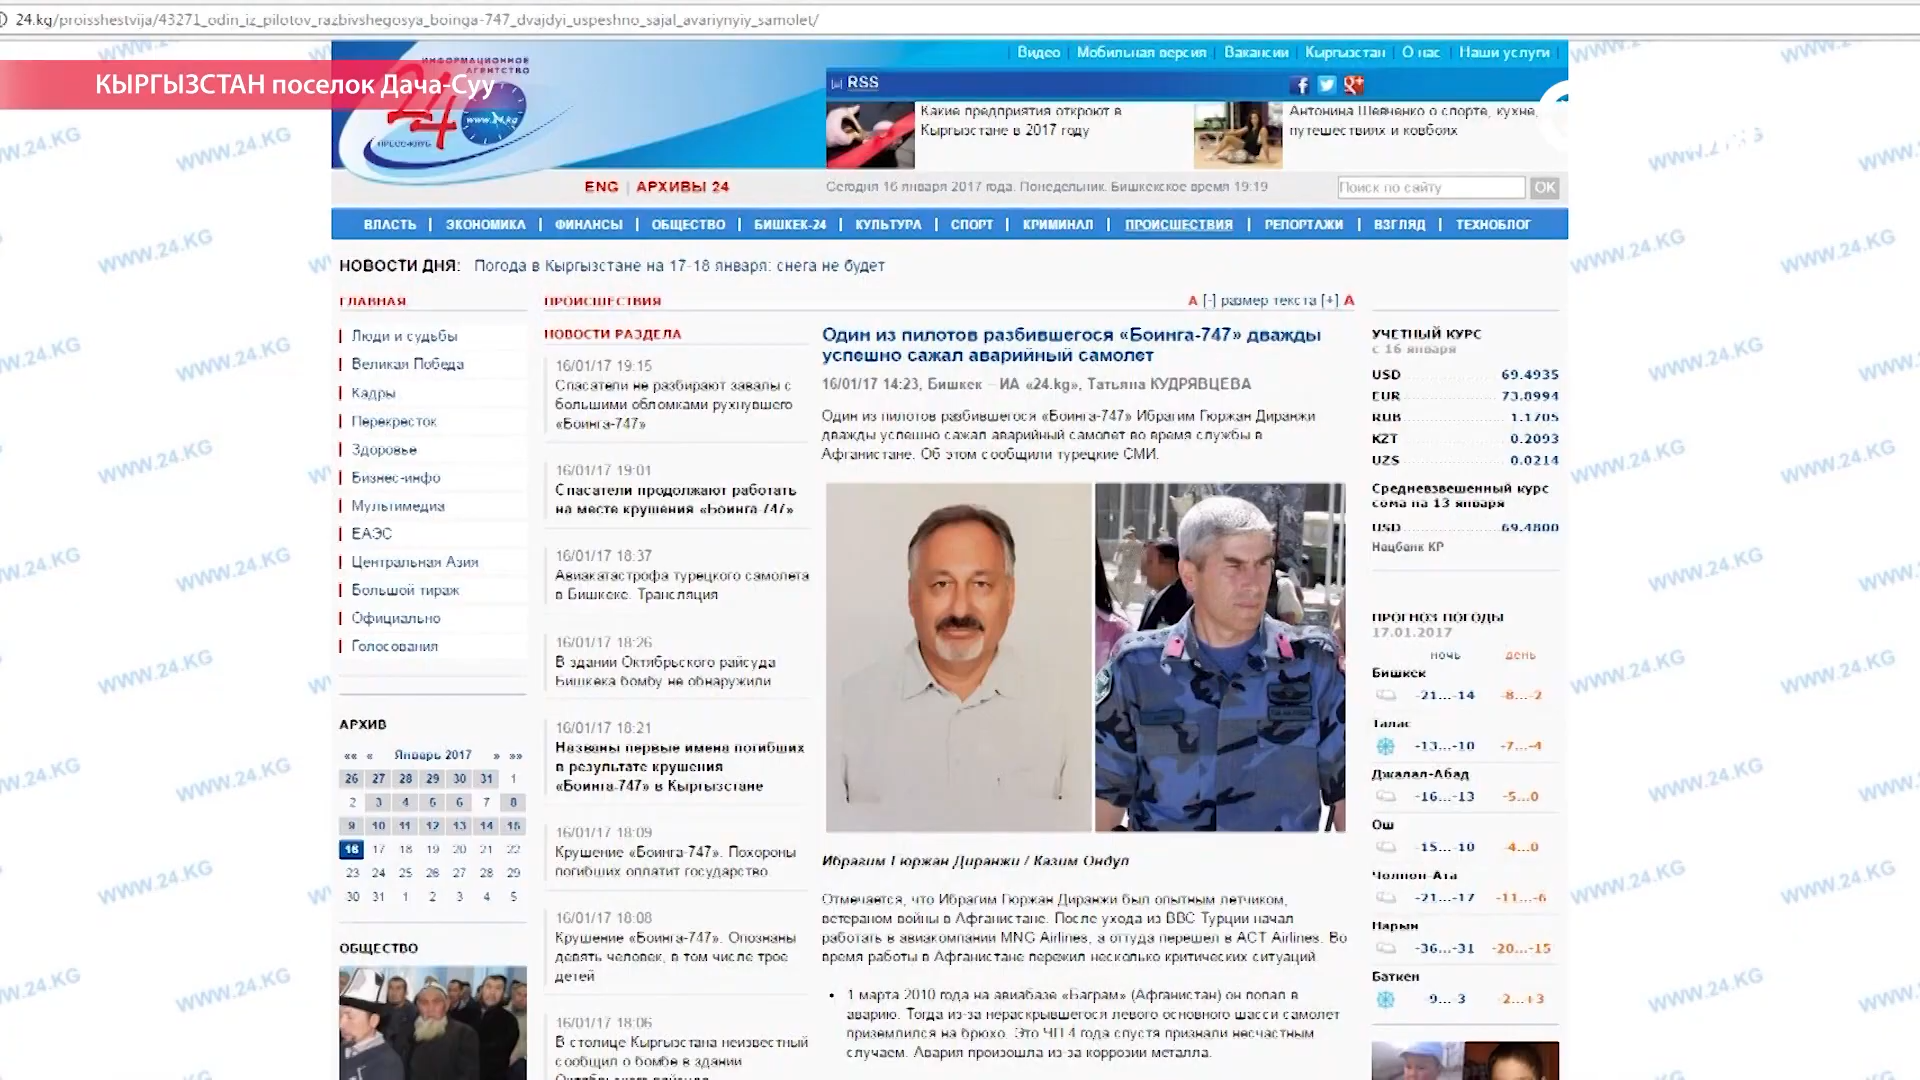 24.kg/proisshestvija/43271_odin_iz_pilotov_razbivshegosya_boinga-747_dvajdyi_uspeshno_sajal_avariynyiy_samolet/
КЫРГЫЗСТАН поселок Дача-Суу
ИНФОРМАЦИОННОЕ
АГЕНТСТВО
24
www.24.kg
ПРЕСС-КЛУБ
Видео | Мобильная версия | Вакансии | Кыргызстан | О нас | Наши услуги
RSS
Какие предприятия откроют в
Кыргызстане в 2017 году
Антонина Шевченко о спорте, кухне,
путешествиях и ковбоях
ENG | АРХИВЫ 24
Сегодня 16 января 2017 года. Понедельник. Бишкекское время 19:19
Поиск по сайту
OK
ВЛАСТЬ | ЭКОНОМИКА | ФИНАНСЫ | ОБЩЕСТВО | БИШКЕК-24 | КУЛЬТУРА | СПОРТ | КРИМИНАЛ | ПРОИСШЕСТВИЯ | РЕПОРТАЖИ | ВЗГЛЯД | ТЕХНОБЛОГ
НОВОСТИ ДНЯ: Погода в Кыргызстане на 17-18 января: снега не будет
ГЛАВНАЯ
Люди и судьбы
Великая Победа
Кадры
Перекресток
Здоровье
Бизнес-инфо
Мультимедиа
ЕАЭС
Центральная Азия
Большой тираж
Официально
Голосования
АРХИВ
«« « Январь 2017 » »»
26 27 28 29 30 31 1
2 3 4 5 6 7 8
9 10 11 12 13 14 15
16 17 18 19 20 21 22
23 24 25 26 27 28 29
30 31 1 2 3 4 5
ОБЩЕСТВО
ПРОИСШЕСТВИЯ
A [-] размер текста [+] A
НОВОСТИ РАЗДЕЛА
16/01/17 19:15
Спасатели не разбирают завалы с
большими обломками рухнувшего
«Боинга-747»
16/01/17 19:01
Спасатели продолжают работать
на месте крушения «Боинга-747»
16/01/17 18:37
Авиакатастрофа турецкого самолета
в Бишкеке. Трансляция
16/01/17 18:26
В здании Октябрьского райсуда
Бишкека бомбу не обнаружили
16/01/17 18:21
Названы первые имена погибших
в результате крушения
«Боинга-747» в Кыргызстане
16/01/17 18:09
Крушение «Боинга-747». Похороны
погибших оплатит государство
16/01/17 18:08
Крушение «Боинга-747». Опознаны
девять человек, в том числе трое
детей
16/01/17 18:06
В столице Кыргызстана неизвестный
сообщил о бомбе в здании
Октябрьского райсуда
Один из пилотов разбившегося «Боинга-747» дважды
успешно сажал аварийный самолет
16/01/17 14:23, Бишкек – ИА «24.kg», Татьяна КУДРЯВЦЕВА
Один из пилотов разбившегося «Боинга-747» Ибрагим Гюржан Диранжи
дважды успешно сажал аварийный самолет во время службы в
Афганистане. Об этом сообщили турецкие СМИ.
Ибрагим Гюржан Диранжи / Казим Ондул
Отмечается, что Ибрагим Гюржан Диранжи был опытным летчиком,
ветераном войны в Афганистане. После ухода из ВВС Турции начал
работать в авиакомпании MNG Airlines, а оттуда перешел в ACT Airlines. Во
время работы в Афганистане пережил несколько критических ситуаций.
• 1 марта 2010 года на авиабазе «Баграм» (Афганистан) он попал в
аварию. Тогда из-за нераскрывшегося левого основного шасси самолет
приземлился на брюхо. Это ЧП 4 года спустя признали несчастным
случаем. Авария произошла из-за коррозии металла.
УЧЕТНЫЙ КУРС
с 16 января
USD 69.4935
EUR 73.8994
RUB 1.1705
KZT 0.2093
UZS 0.0214
Средневзвешенный курс
сома на 13 января
USD 69.4800
Нацбанк КР
ПРОГНОЗ ПОГОДЫ
17.01.2017
ночь день
Бишкек
-21...-14 -8...-2
Талас
-13...-10 -7...-4
Джалал-Абад
-16...-13 -5...0
Ош
-15...-10 -4...0
Чолпон-Ата
-21...-17 -11...-6
Нарын
-36...-31 -20...-15
Баткен
9...-3 -2...+3
WWW.24.KG